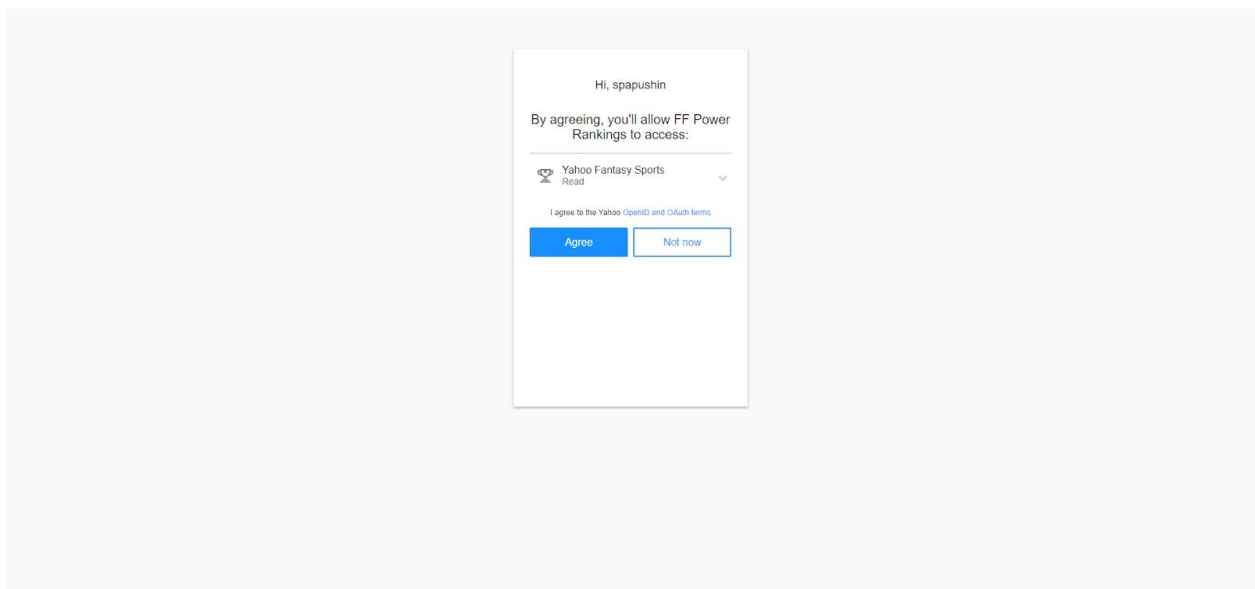 Hi, spapushin
By agreeing, you'll allow FF Power
Rankings to access:
Yahoo Fantasy Sports
Read
I agree to the Yahoo OpenID and OAuth terms
Agree
Not now